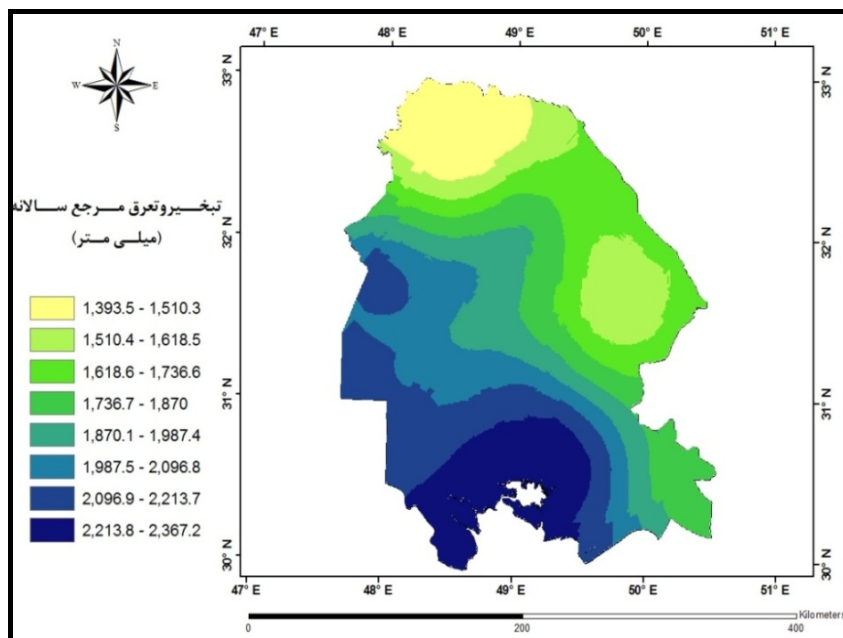 47° E 48° E 49° E 50° E 51° E
N
W E
S
33° N 33° N
تبخیروتعرق مرجع سالانه
(میلی متر)
32° N 32° N
1,393.5 - 1,510.3
1,510.4 - 1,618.5
1,618.6 - 1,736.6
1,736.7 - 1,870
1,870.1 - 1,987.4
1,987.5 - 2,096.8
2,096.9 - 2,213.7
2,213.8 - 2,367.2
31° N 31° N
30° N 30° N
47° E 48° E 49° E 50° E 51° E
Kilometers
0 200 400